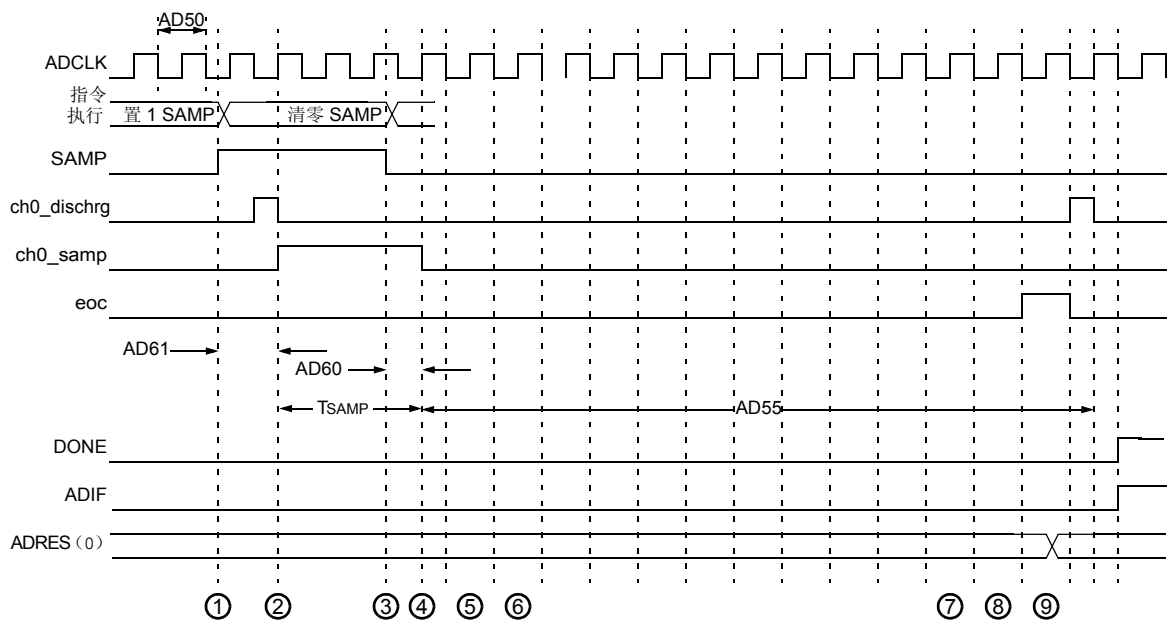 AD50
ADCLK
指令
执行
置 1 SAMP
清零 SAMP
SAMP
ch0_dischrg
ch0_samp
eoc
AD61
AD60
TSAMP
AD55
DONE
ADIF
ADRES（0）
① ② ③ ④ ⑤ ⑥ ⑦ ⑧ ⑨